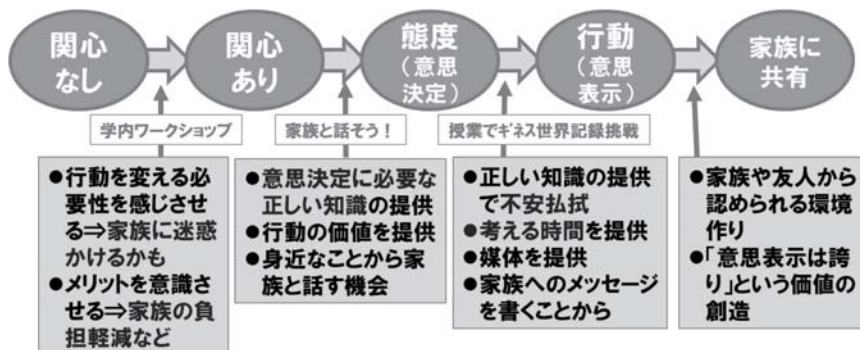 関心
なし
関心
あり
態度
（意思
決定）
行動
（意思
表示）
家族に
共有
学内ワークショップ
家族と話そう！
授業でギネス世界記録挑戦
●行動を変える必
要性を感じさせ
る⇒家族に迷惑
かけるかも
●メリットを意識さ
せる⇒家族の負
担軽減など
●意思決定に必要な
正しい知識の提供
●行動の価値を提供
●身近なことから家
族と話す機会
●正しい知識の提供
で不安払拭
●考える時間を提供
●媒体を提供
●家族へのメッセージ
を書くことから
●家族や友人から
認められる環境
作り
●「意思表示は誇
り」という価値の
創造